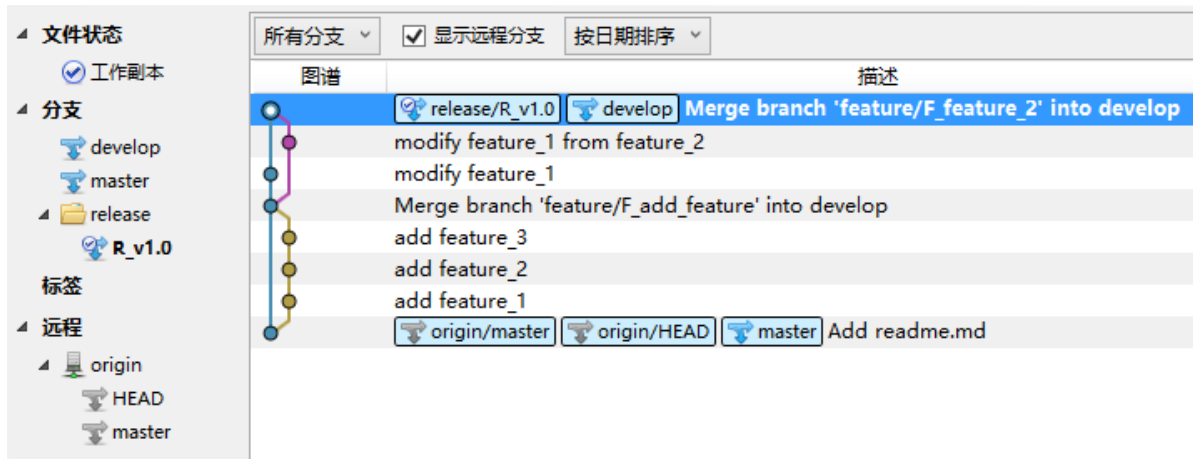 文件状态
工作副本
分支
develop
master
release
R_v1.0
标签
远程
origin
HEAD
master
所有分支 显示远程分支 按日期排序
图谱 描述
release/R_v1.0 develop Merge branch 'feature/F_feature_2' into develop
modify feature_1 from feature_2
modify feature_1
Merge branch 'feature/F_add_feature' into develop
add feature_3
add feature_2
add feature_1
origin/master origin/HEAD master Add readme.md